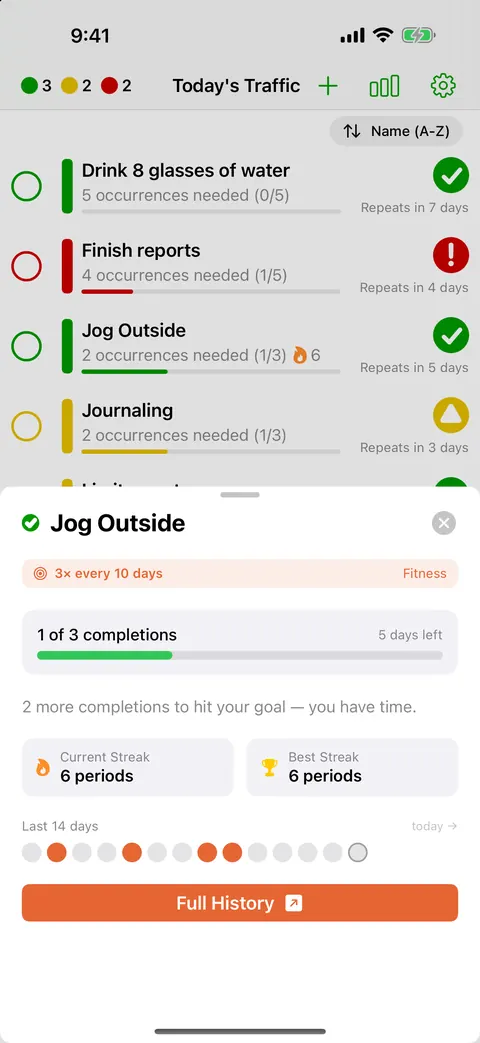 9:41
3 2 2 Today's Traffic
Name (A-Z)
Drink 8 glasses of water
5 occurrences needed (0/5)
Repeats in 7 days
Finish reports
4 occurrences needed (1/5)
Repeats in 4 days
Jog Outside
2 occurrences needed (1/3) 6
Repeats in 5 days
Journaling
2 occurrences needed (1/3)
Repeats in 3 days
Jog Outside
3× every 10 days Fitness
1 of 3 completions 5 days left
2 more completions to hit your goal — you have time.
Current Streak
6 periods
Best Streak
6 periods
Last 14 days today →
Full History